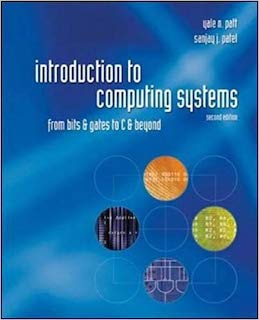 yale n. patt
sanjay j. patel
introduction to
computing systems
second edition
from bits & gates to C & beyond